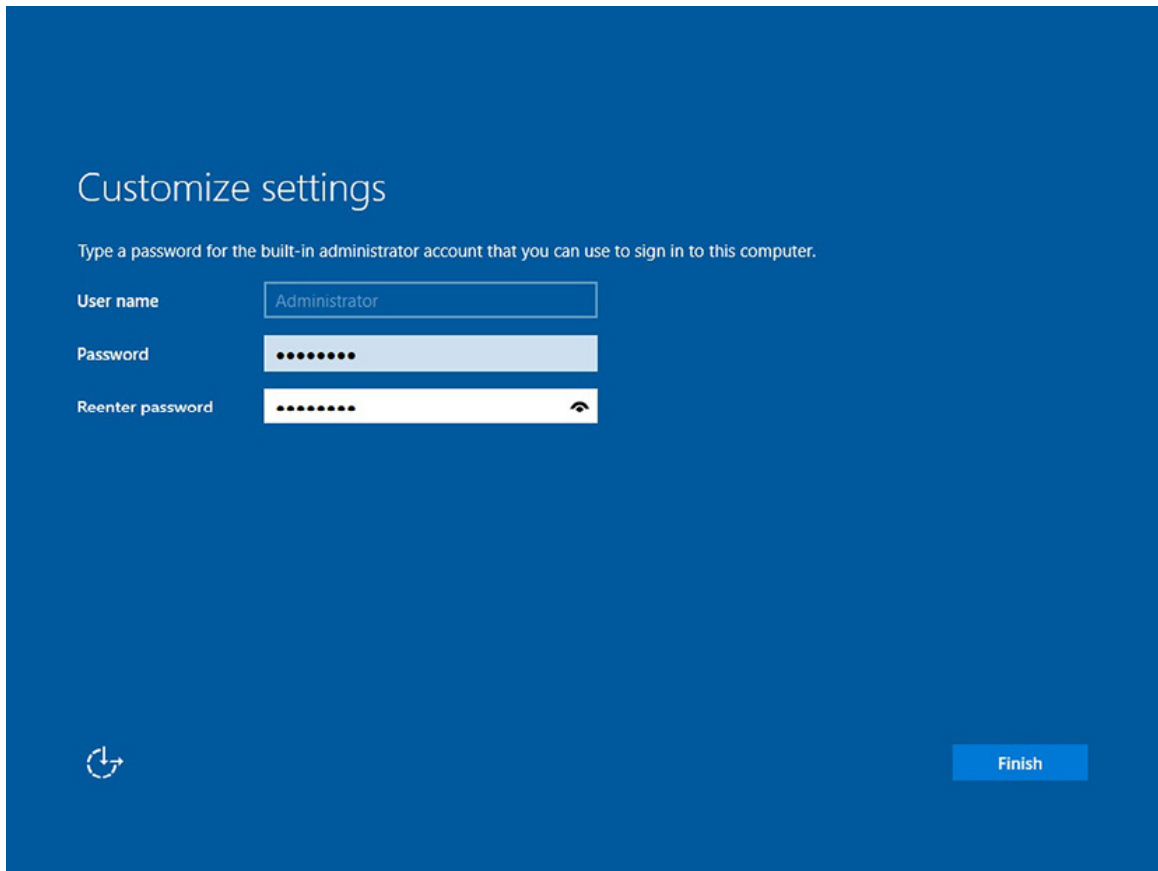 Customize settings
Type a password for the built-in administrator account that you can use to sign in to this computer.
User name
Administrator
Password
••••••••
Reenter password
••••••••
Finish